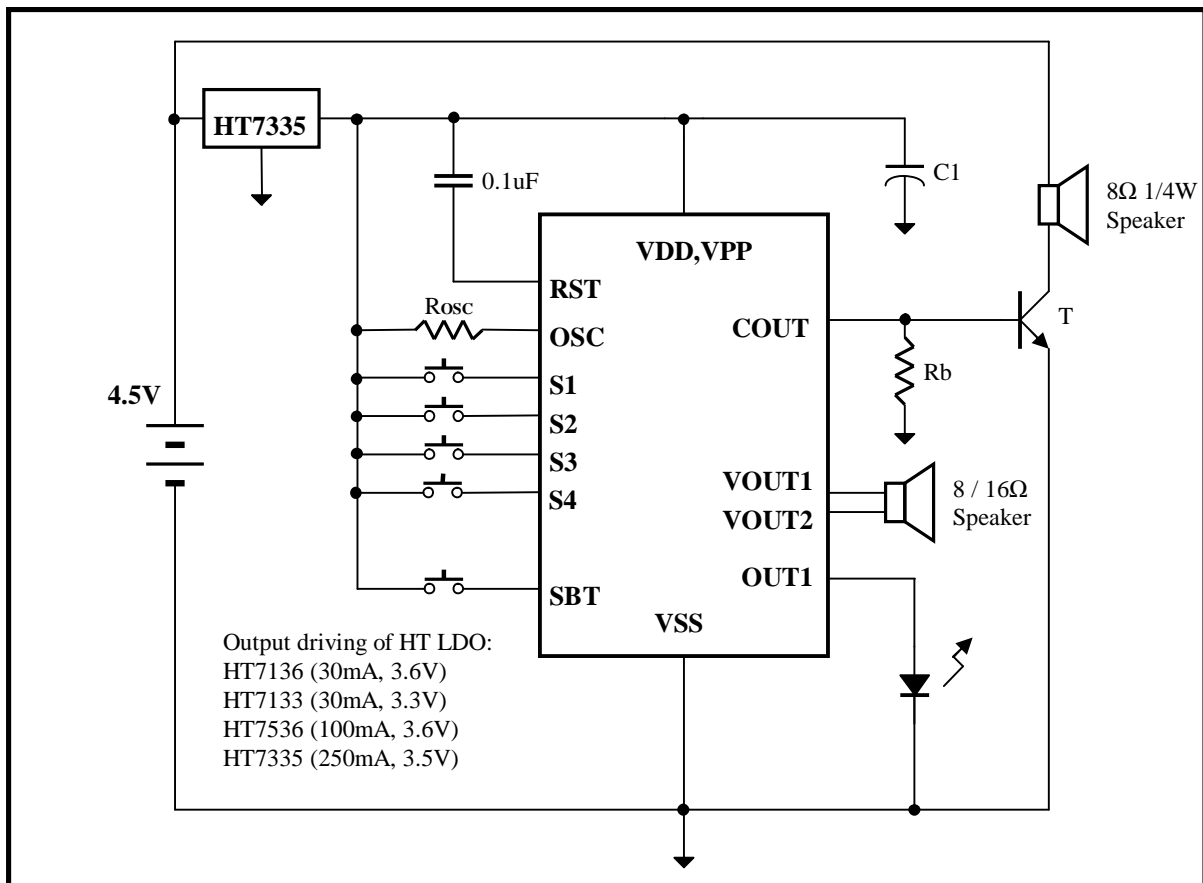 HT7335
0.1uF
C1
8Ω 1/4W
Speaker
VDD,VPP
RST
Rosc
OSC
COUT
T
S1
Rb
4.5V
S2
S3
S4
VOUT1
VOUT2
8 / 16Ω
Speaker
OUT1
SBT
VSS
Output driving of HT LDO:
HT7136 (30mA, 3.6V)
HT7133 (30mA, 3.3V)
HT7536 (100mA, 3.6V)
HT7335 (250mA, 3.5V)